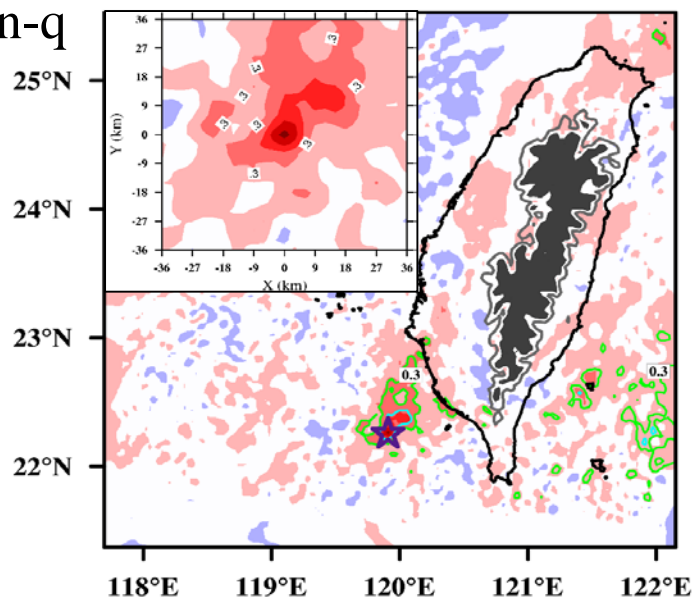 n-q
36
27
18
9
0
-9
-18
-27
-36
Y (km)
.3
.3
.3
.3
.3
.3
.3
.3
-36 -27 -18 -9 0 9 18 27 36
X (km)
25°N
24°N
23°N
22°N
0.3
0.3
118°E 119°E 120°E 121°E 122°E